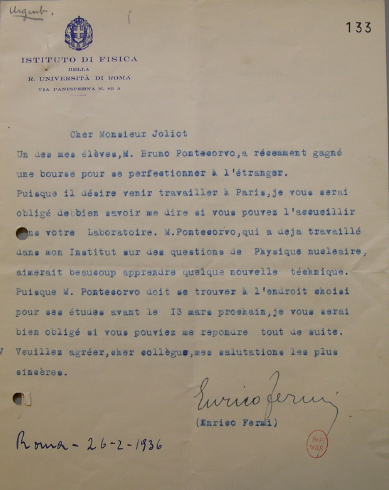 Urgent.
133
ISTITUTO DI FISICA
DELLA
R. UNIVERSITÀ DI ROMA
VIA PANISPERNA N. 89 A
Cher Monsieur Joliot
Un des mes élèves,M. Bruno Pontecorvo,a récemment gagné
une bourse pour se perfectionner à l'étranger.
Puisque il désire venir travailler à Paris,je vous serai
obligé de bien savoir me dire si vous pouvez l'accueillir
ans votre Laboratoire. M.Pontecorvo,qui a deja travaillé
dans mon Institut sur des questions de Physique nucleaire,
aimerait beaucoup apprendre quelque nouvelle téchnique.
Puisque M. Pontecorvo doit se trouver à l'endroit choisi
pour ses études avant le 13 mars prochain,je vous serai
bien obligé si vous pouviez me repondre tout de suite.
Veuillez agréer,cher collègue,mes salutations les plus
sincères.
Enrico Fermi
(Enrico Fermi)
Roma - 26-2-1936